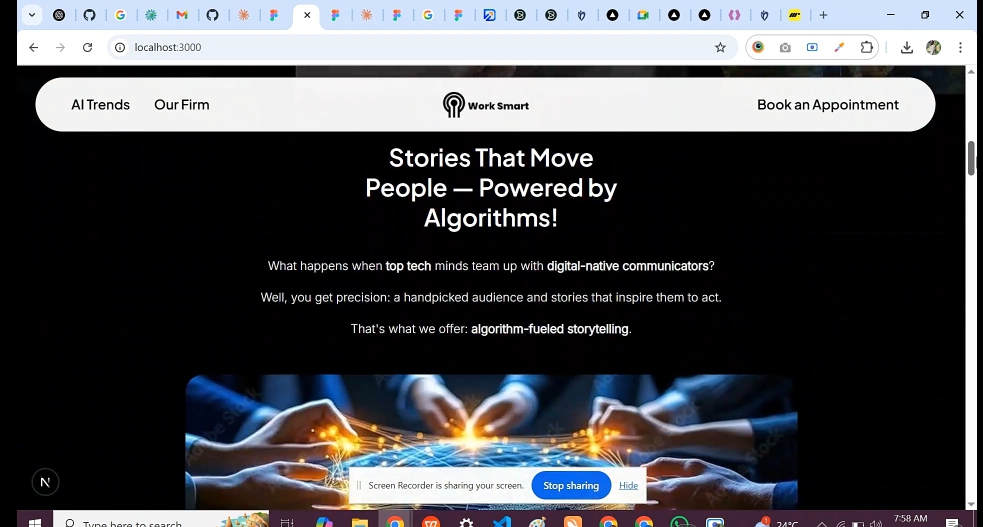 localhost:3000
AI Trends
Our Firm
Work Smart
Book an Appointment
Stories That Move
People — Powered by
Algorithms!
What happens when top tech minds team up with digital-native communicators?
Well, you get precision: a handpicked audience and stories that inspire them to act.
That's what we offer: algorithm-fueled storytelling.
Adobe Stock
N
Screen Recorder is sharing your screen.
Stop sharing
Hide
Type here to search
24°C
7:58 AM